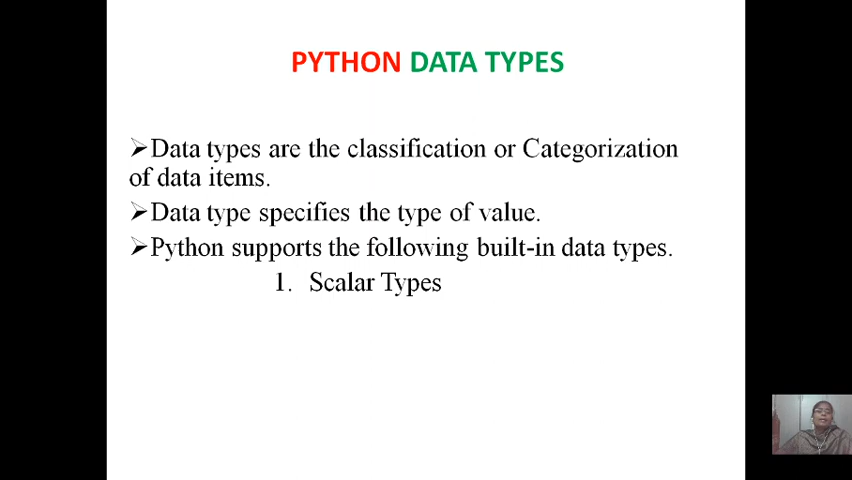 PYTHON DATA TYPES
➢Data types are the classification or Categorization
of data items.
➢Data type specifies the type of value.
➢Python supports the following built-in data types.
1. Scalar Types